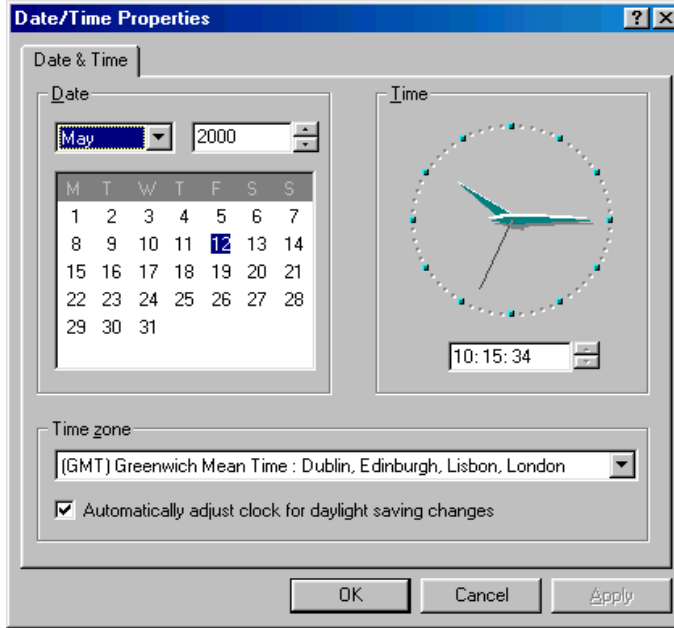 Date/Time Properties
Date & Time
Date
May 2000
M T W T F S S
1 2 3 4 5 6 7
8 9 10 11 12 13 14
15 16 17 18 19 20 21
22 23 24 25 26 27 28
29 30 31
Time
10:15:34
Time zone
(GMT) Greenwich Mean Time : Dublin, Edinburgh, Lisbon, London
Automatically adjust clock for daylight saving changes
OK Cancel Apply